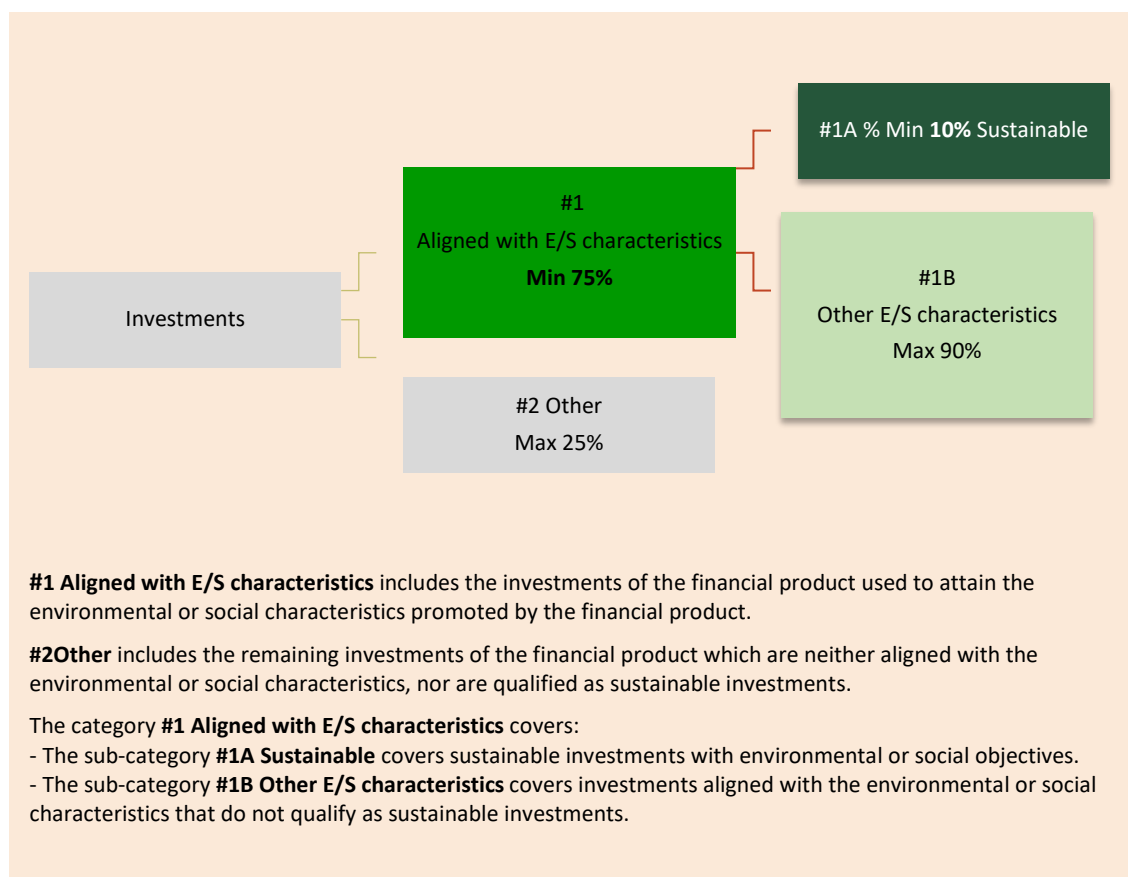 #1A % Min 10% Sustainable
#1
Aligned with E/S characteristics
Min 75%
#1B
Other E/S characteristics
Max 90%
Investments
#2 Other
Max 25%
#1 Aligned with E/S characteristics includes the investments of the financial product used to attain the
environmental or social characteristics promoted by the financial product.
#2Other includes the remaining investments of the financial product which are neither aligned with the
environmental or social characteristics, nor are qualified as sustainable investments.
The category #1 Aligned with E/S characteristics covers:
- The sub-category #1A Sustainable covers sustainable investments with environmental or social objectives.
- The sub-category #1B Other E/S characteristics covers investments aligned with the environmental or social
characteristics that do not qualify as sustainable investments.